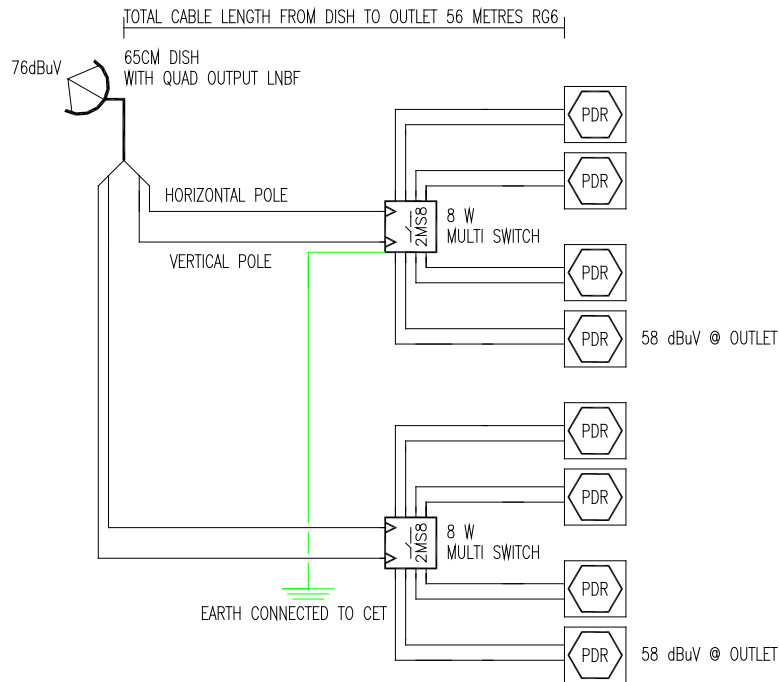 TOTAL CABLE LENGTH FROM DISH TO OUTLET 56 METRES RG6
76dBuV
65CM DISH
WITH QUAD OUTPUT LNBF
PDR
PDR
HORIZONTAL POLE
2MS8
8 W
MULTI SWITCH
VERTICAL POLE
PDR
PDR
58 dBuV @ OUTLET
PDR
PDR
2MS8
8 W
MULTI SWITCH
PDR
EARTH CONNECTED TO CET
PDR
58 dBuV @ OUTLET